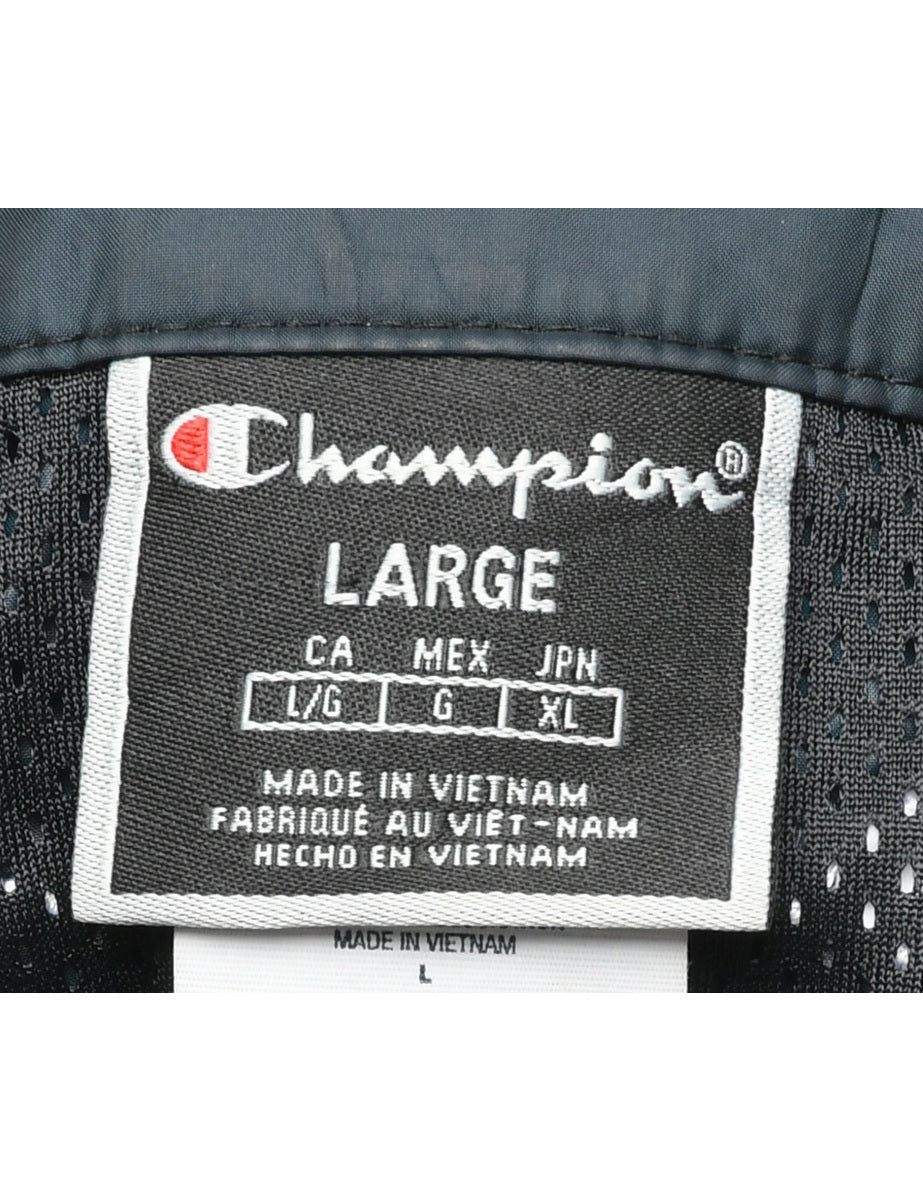 Champion®
LARGE
CA MEX JPN
L/G G XL
MADE IN VIETNAM
FABRIQUÉ AU VIÊT-NAM
HECHO EN VIETNAM
MADE IN VIETNAM
L